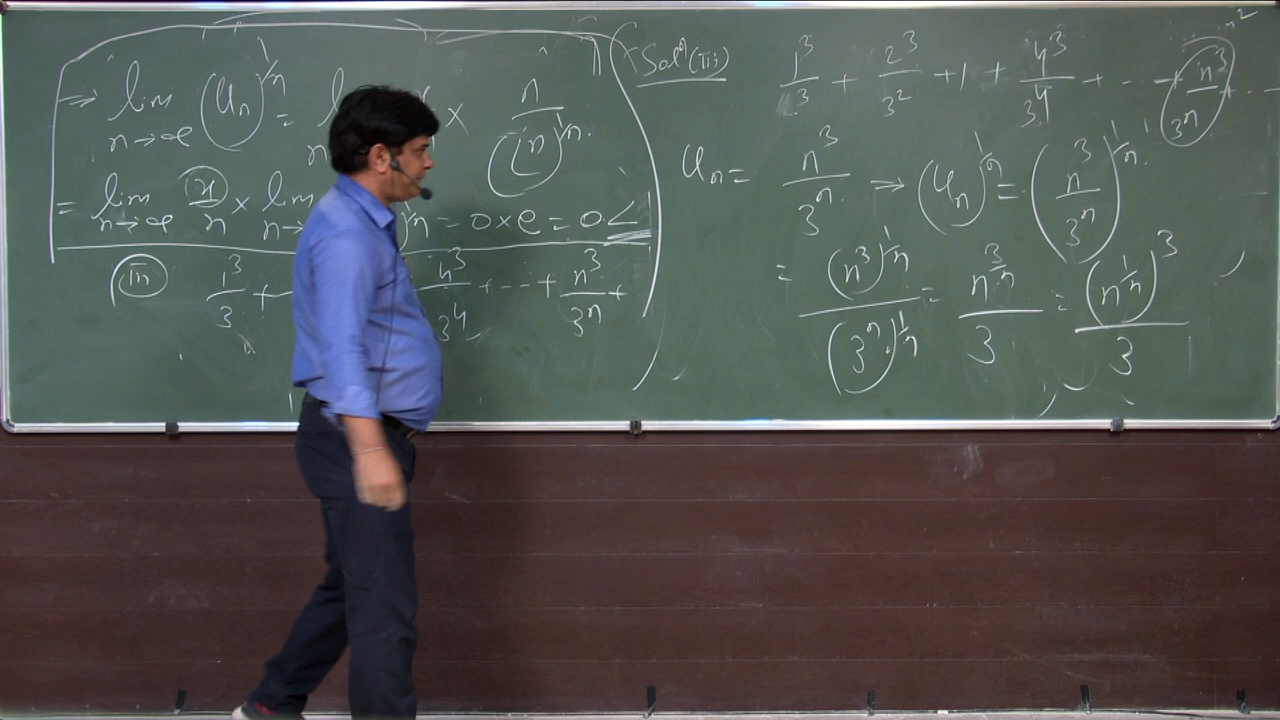 ⇒ lim n→∞ (uₙ)^{1/n} = × n/(⌊n)^{1/n}
= lim n→∞ x/n × lim n→ = 0×e = 0 <1
(iii) 1³/3 + 4³/3⁴ + --- + n³/3ⁿ +
Solⁿ(iii)
1³/3 + 2³/3² + 1 + 4³/3⁴ + --- + n³/3ⁿ + ...
uₙ = n³/3ⁿ → (uₙ)^{1/n} = (n³/3ⁿ)^{1/n}
= (n³)^{1/n}/(3ⁿ)^{1/n} = n^{3/n}/3 = (n^{1/n})³/3